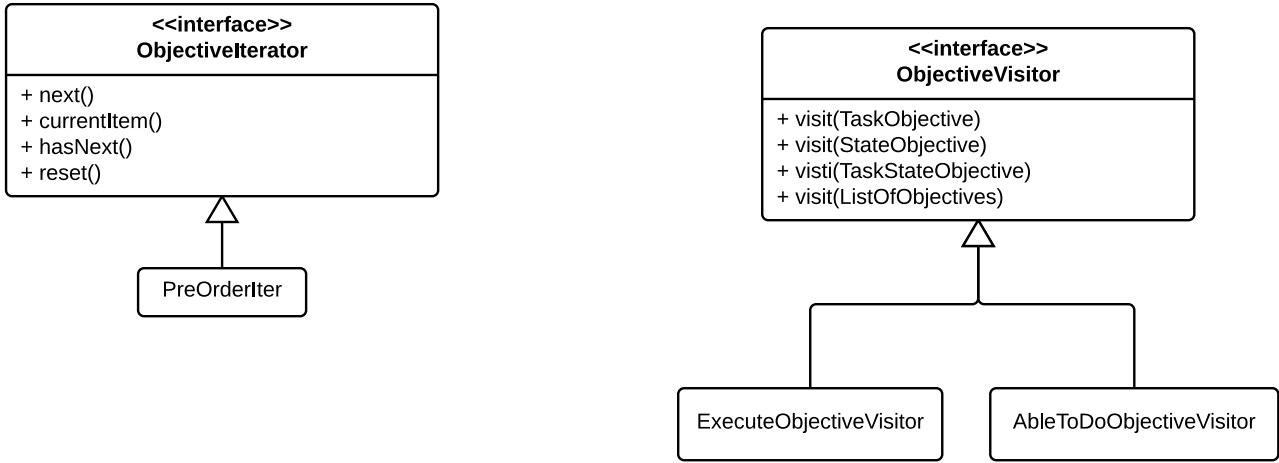 <<interface>>
ObjectiveIterator
+ next()
+ currentItem()
+ hasNext()
+ reset()
PreOrderIter
<<interface>>
ObjectiveVisitor
+ visit(TaskObjective)
+ visit(StateObjective)
+ visti(TaskStateObjective)
+ visit(ListOfObjectives)
ExecuteObjectiveVisitor
AbleToDoObjectiveVisitor